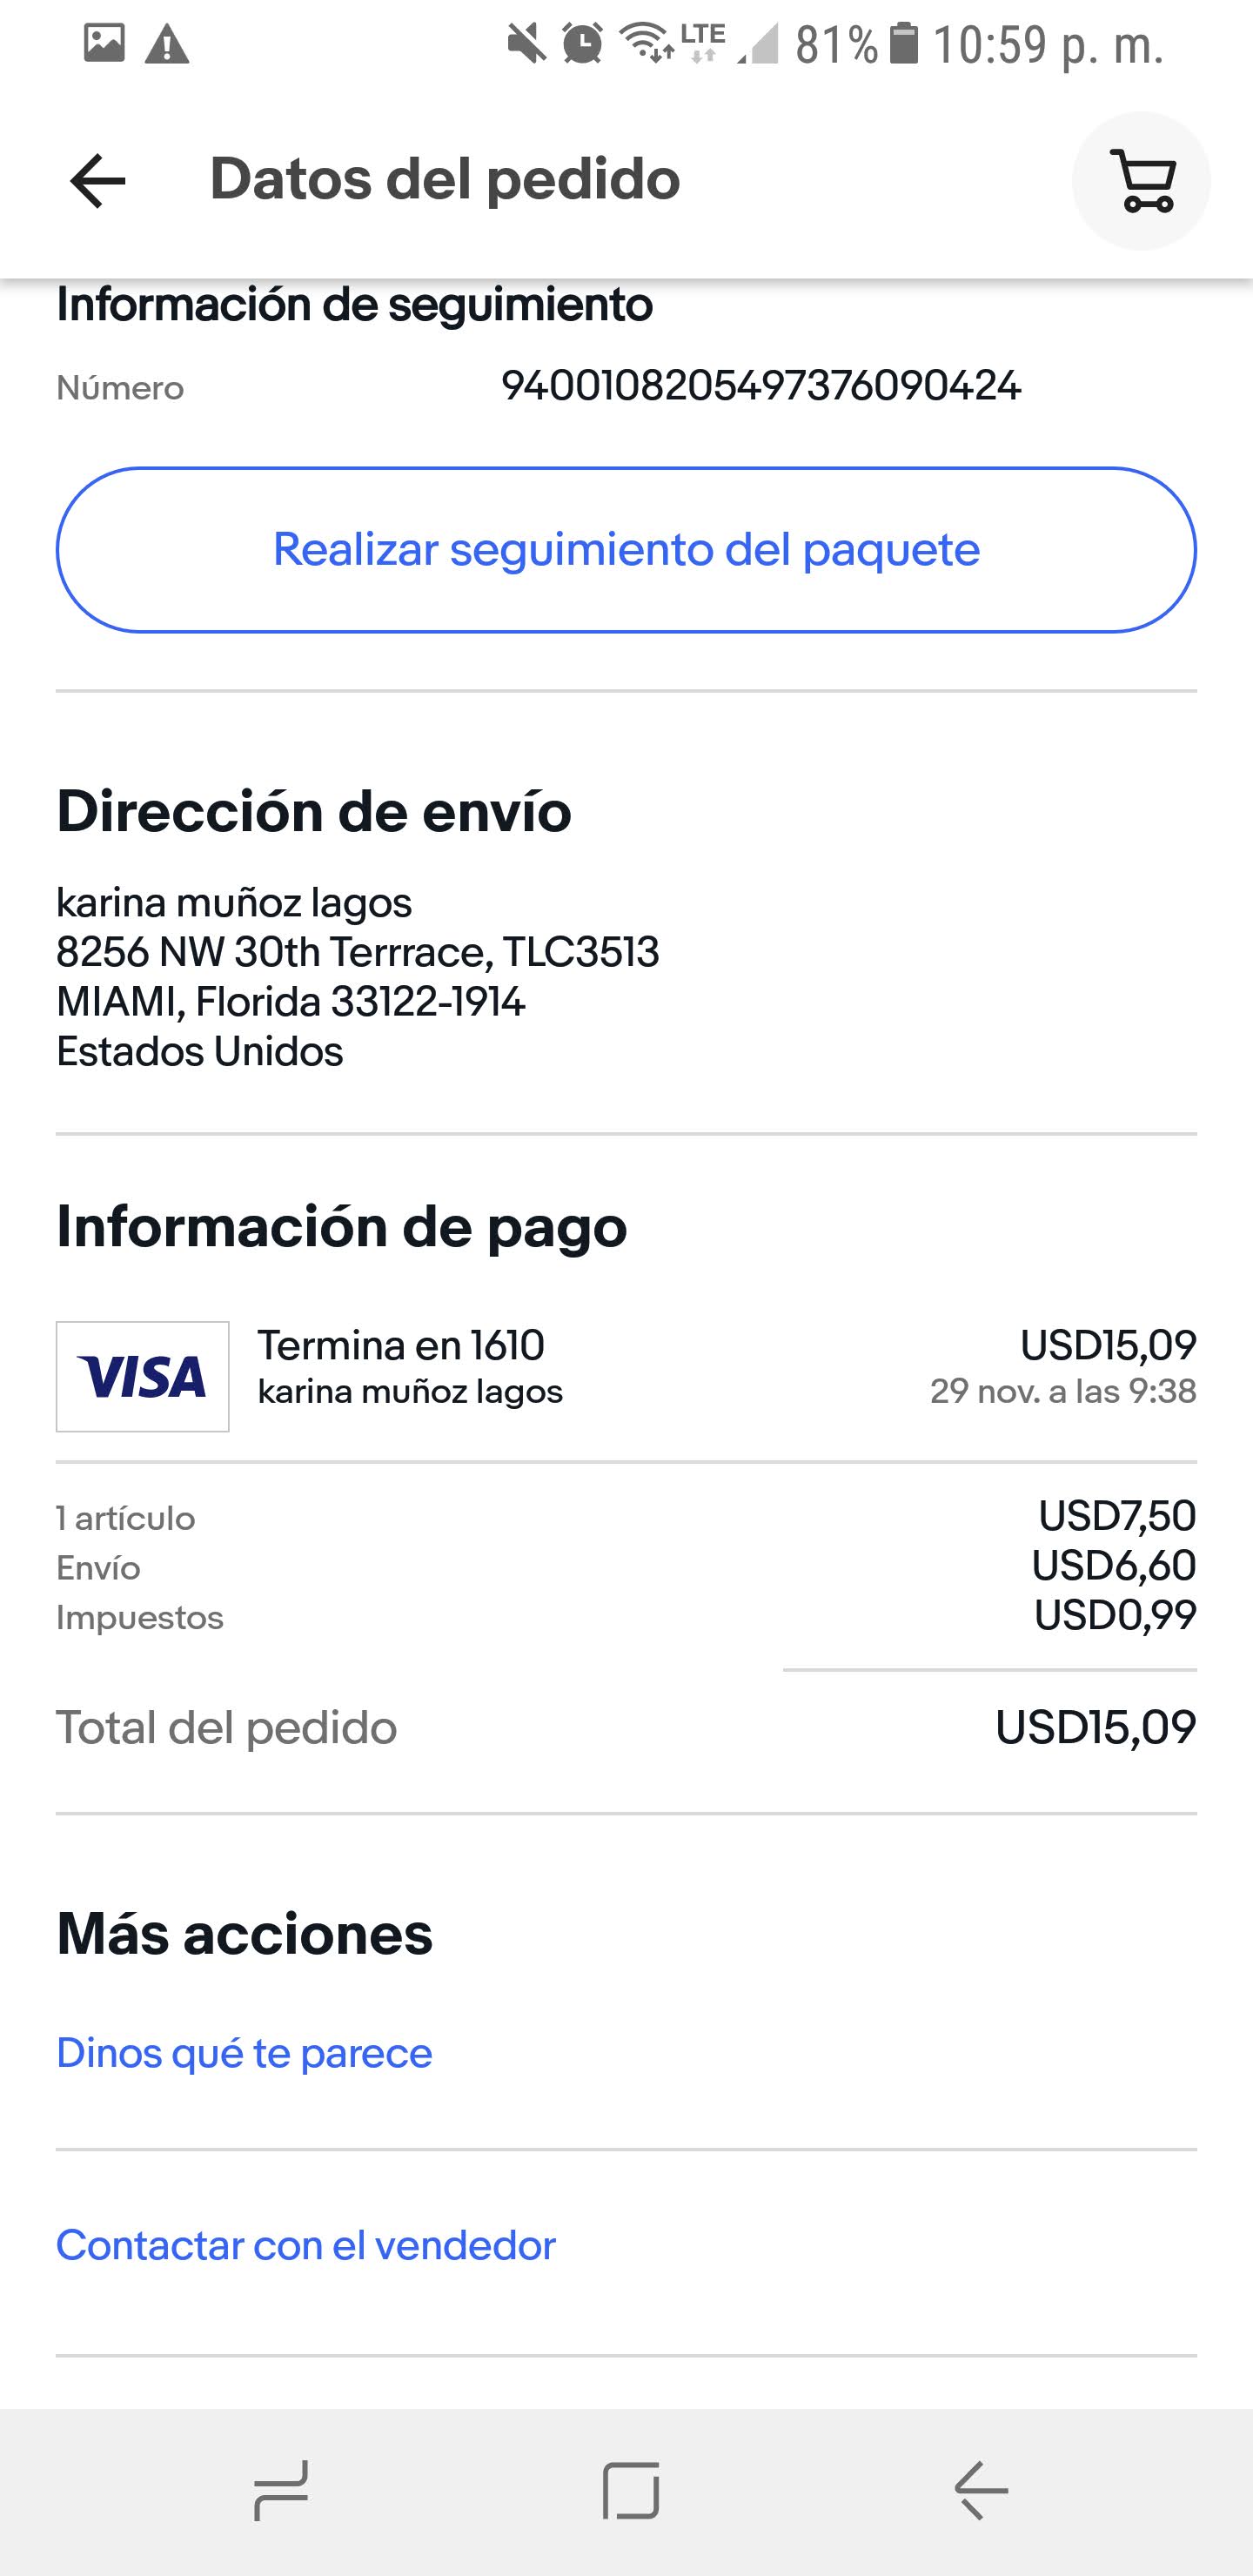 LTE 81% 10:59 p. m.
Datos del pedido
Información de seguimiento
Número 9400108205497376090424
Realizar seguimiento del paquete
Dirección de envío
karina muñoz lagos
8256 NW 30th Terrrace, TLC3513
MIAMI, Florida 33122-1914
Estados Unidos
Información de pago
VISA Termina en 1610 USD15,09
karina muñoz lagos 29 nov. a las 9:38
1 artículo USD7,50
Envío USD6,60
Impuestos USD0,99
Total del pedido USD15,09
Más acciones
Dinos qué te parece
Contactar con el vendedor